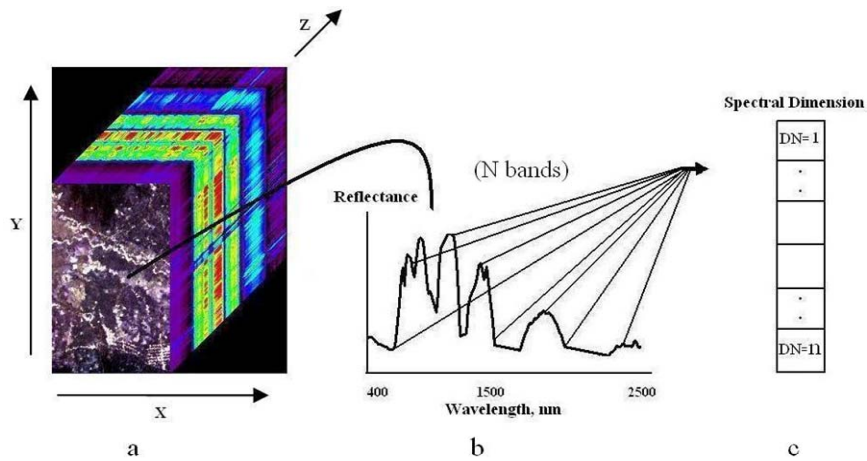 Z
Y
X
a
(N bands)
Reflectance
400 1500 2500
Wavelength, nm
b
Spectral Dimension
DN=1
:
:
DN=n
c